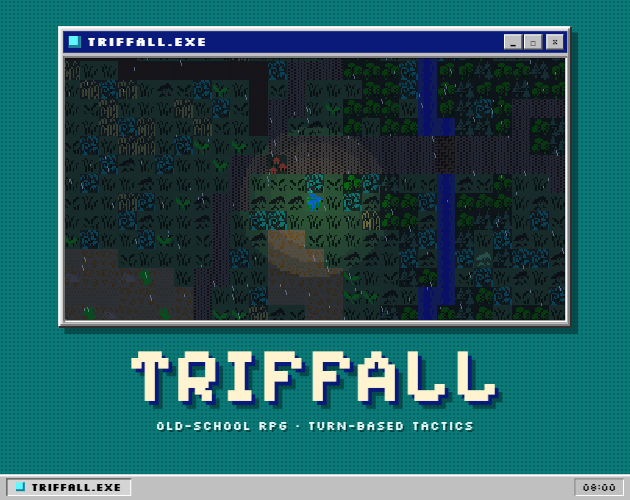 TRIFFALL.EXE
TRIFFALL
OLD-SCHOOL RPG · TURN-BASED TACTICS
TRIFFALL.EXE
08:00